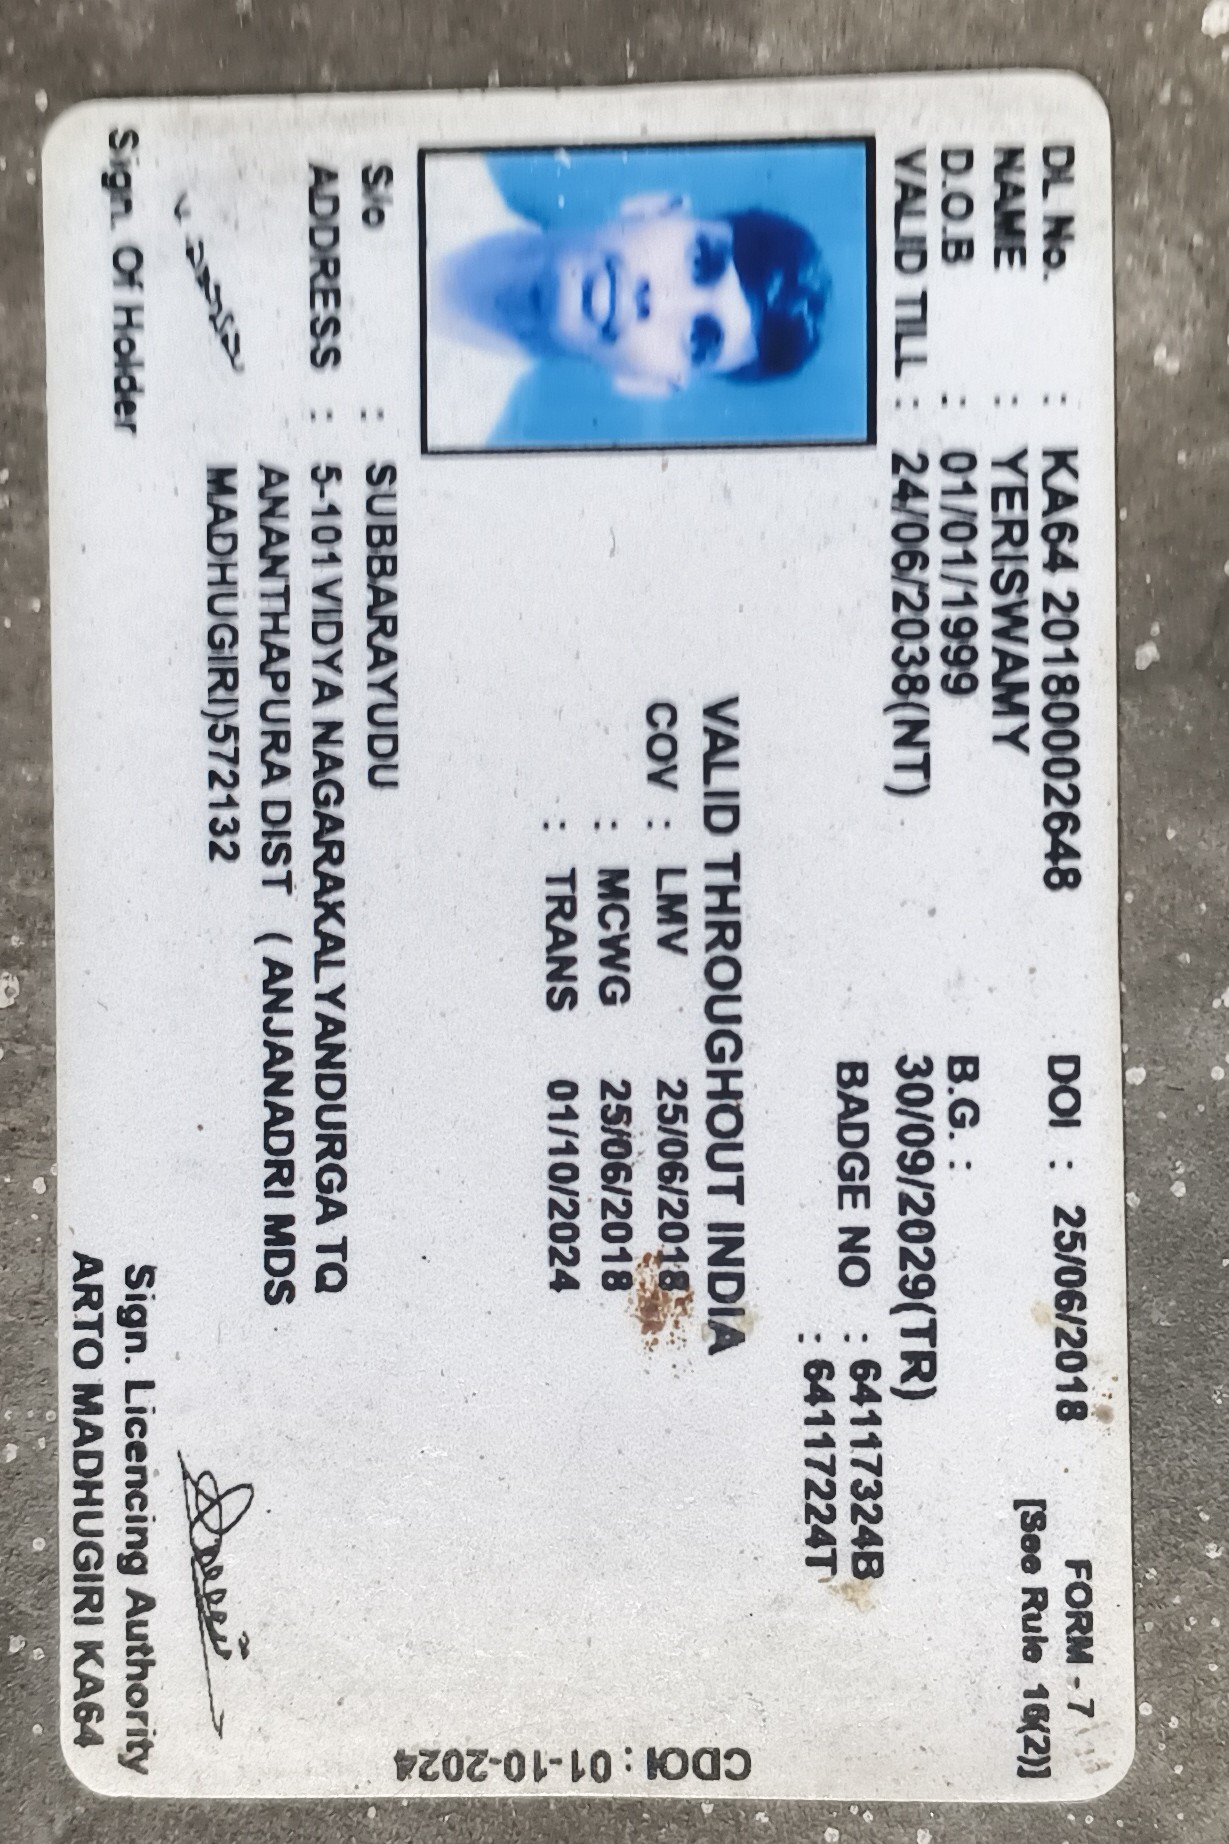 FORM - 7
DL No. : KA64 20180002648 DOI : 25/06/2018 [See Rule 16(2)]
NAME : YERISWAMY
D.O.B : 01/01/1999 B.G. :
VALID TILL : 24/06/2038(NT) 30/09/2029(TR)
BADGE NO : 64117324B
: 64117224T
VALID THROUGHOUT INDIA
COV : LMV 25/06/2018
: MCWG 25/06/2018
: TRANS 01/10/2024
CDOI : 01-10-2024
S/o : SUBBARAYUDU
ADDRESS : 5-101 VIDYA NAGARAKALYANDURGA TQ
ANANTHAPURA DIST ( ANJANADRI MDS
MADHUGIRI)572132
Sign. Of Holder
Sign. Licencing Authority
ARTO MADHUGIRI KA64